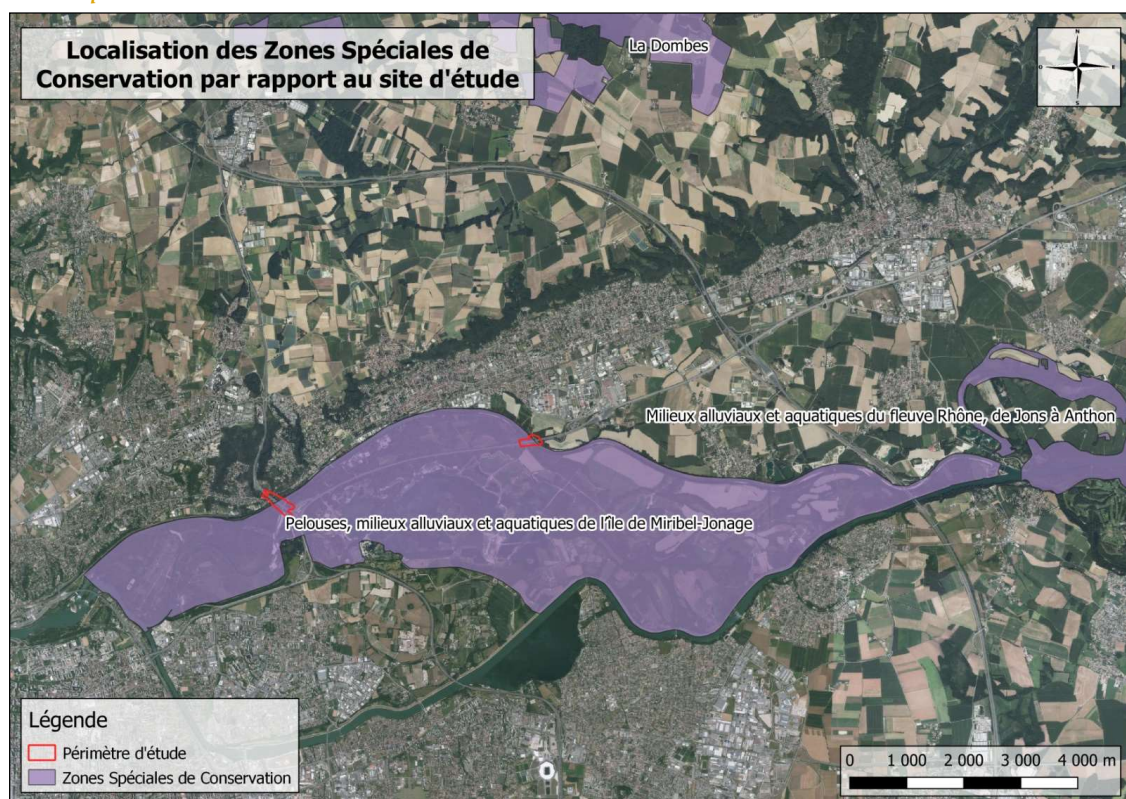 Localisation des Zones Spéciales de
Conservation par rapport au site d'étude
La Dombes
N
O
E
S
Milieux alluviaux et aquatiques du fleuve Rhône, de Jons à Anthon
Pelouses, milieux alluviaux et aquatiques de l'île de Miribel-Jonage
Légende
Périmètre d'étude
Zones Spéciales de Conservation
0 1 000 2 000 3 000 4 000 m